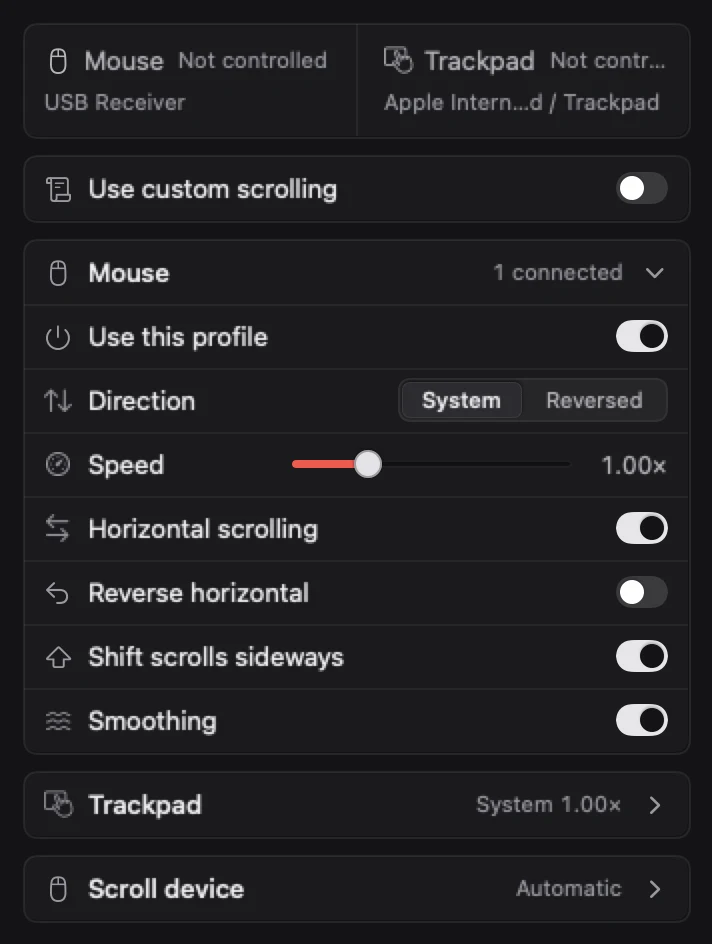 Mouse Not controlled
USB Receiver
Trackpad Not contr...
Apple Intern...d / Trackpad
Use custom scrolling
Mouse 1 connected
Use this profile
Direction System Reversed
Speed 1.00×
Horizontal scrolling
Reverse horizontal
Shift scrolls sideways
Smoothing
Trackpad System 1.00×
Scroll device Automatic